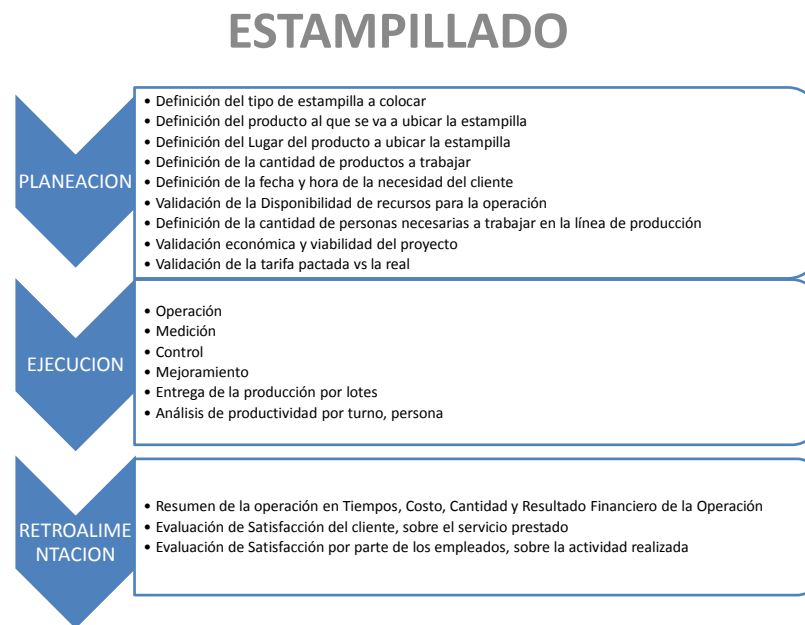 ESTAMPILLADO
PLANEACION
• Definición del tipo de estampilla a colocar
• Definición del producto al que se va a ubicar la estampilla
• Definición del Lugar del producto a ubicar la estampilla
• Definición de la cantidad de productos a trabajar
• Definición de la fecha y hora de la necesidad del cliente
• Validación de la Disponibilidad de recursos para la operación
• Definición de la cantidad de personas necesarias a trabajar en la línea de producción
• Validación económica y viabilidad del proyecto
• Validación de la tarifa pactada vs la real
EJECUCION
• Operación
• Medición
• Control
• Mejoramiento
• Entrega de la producción por lotes
• Análisis de productividad por turno, persona
RETROALIME
NTACION
• Resumen de la operación en Tiempos, Costo, Cantidad y Resultado Financiero de la Operación
• Evaluación de Satisfacción del cliente, sobre el servicio prestado
• Evaluación de Satisfacción por parte de los empleados, sobre la actividad realizada